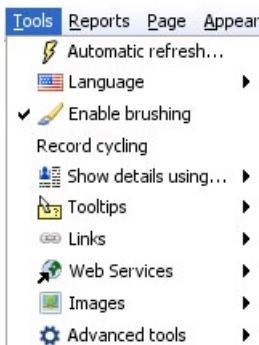 Tools Reports Page Appear
Automatic refresh...
Language
Enable brushing
Record cycling
Show details using...
Tooltips
Links
Web Services
Images
Advanced tools